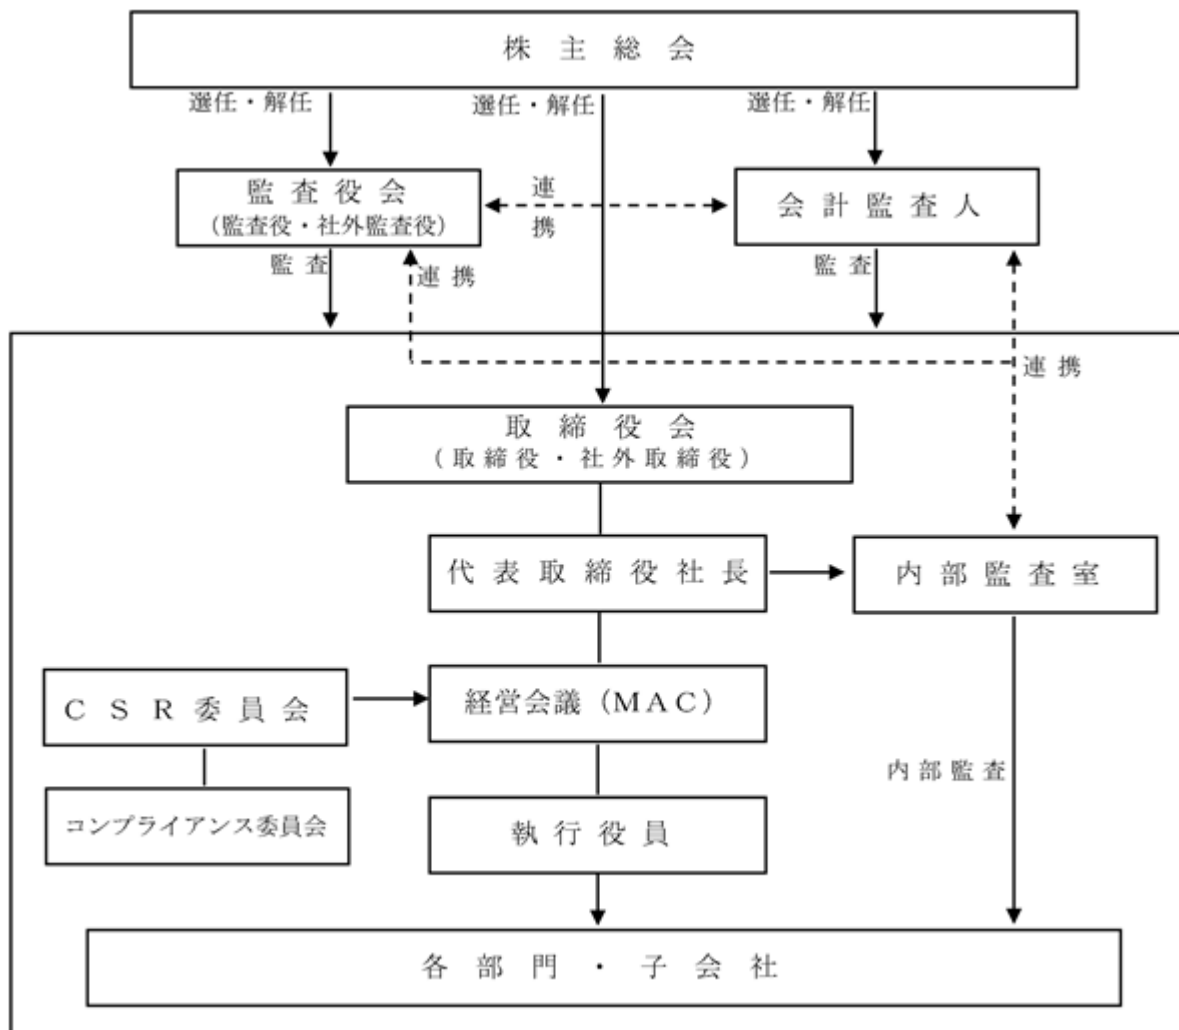 株主総会
選任・解任
選任・解任
選任・解任
監査役会
(監査役・社外監査役)
連
携
会計監査人
監査
連携
監査
連携
取締役会
(取締役・社外取締役)
代表取締役社長
内部監査室
CSR委員会
経営会議(MAC)
内部監査
コンプライアンス委員会
執行役員
各部門・子会社